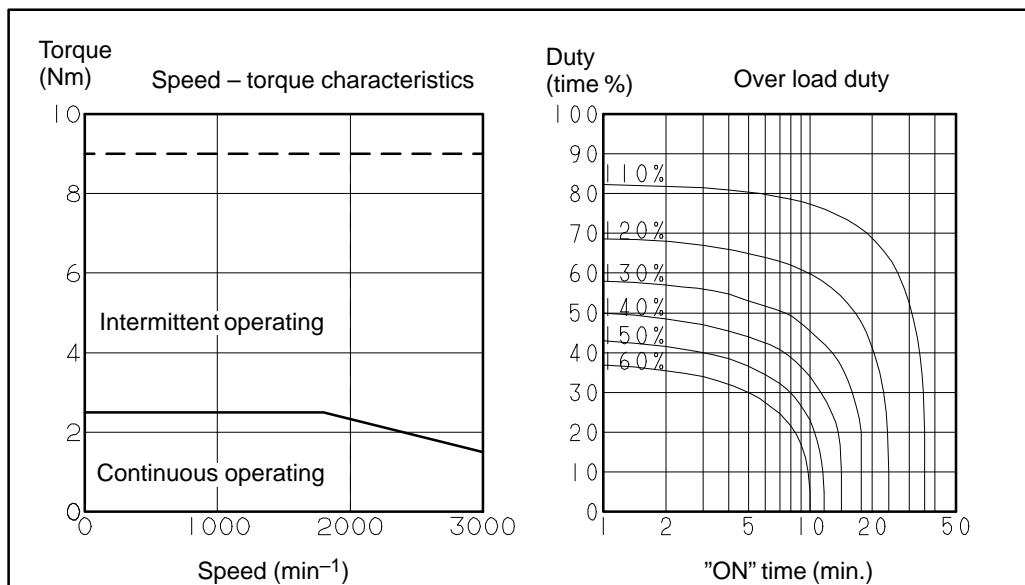 Torque
(Nm)
Speed – torque characteristics
10
8
6
4
2
0
Intermittent operating
Continuous operating
0 1000 2000 3000
Speed (min–1)
Duty
(time %)
Over load duty
100
90
80
70
60
50
40
30
20
10
0
110%
120%
130%
140%
150%
160%
1 2 5 10 20 50
”ON” time (min.)